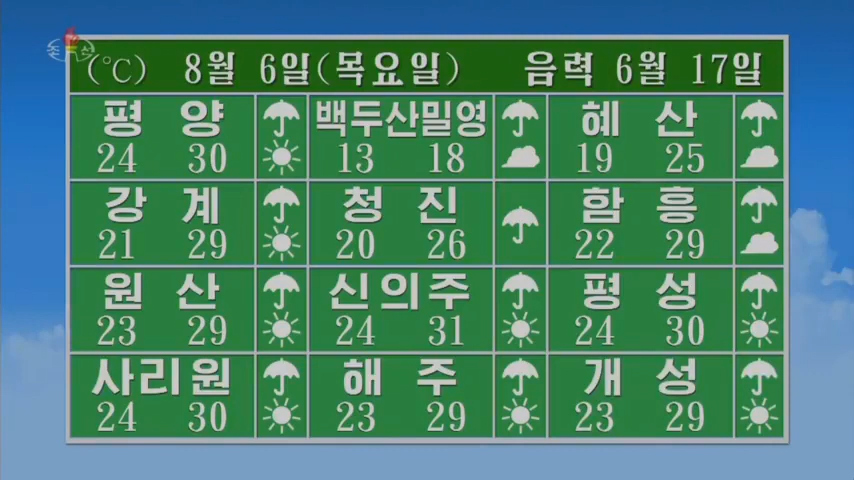 조선
(℃) 8월 6일(목요일) 음력 6월 17일
평양 백두산밀영 혜산
24 30 13 18 19 25
강계 청진 함흥
21 29 20 26 22 29
원산 신의주 평성
23 29 24 31 24 30
사리원 해주 개성
24 30 23 29 23 29